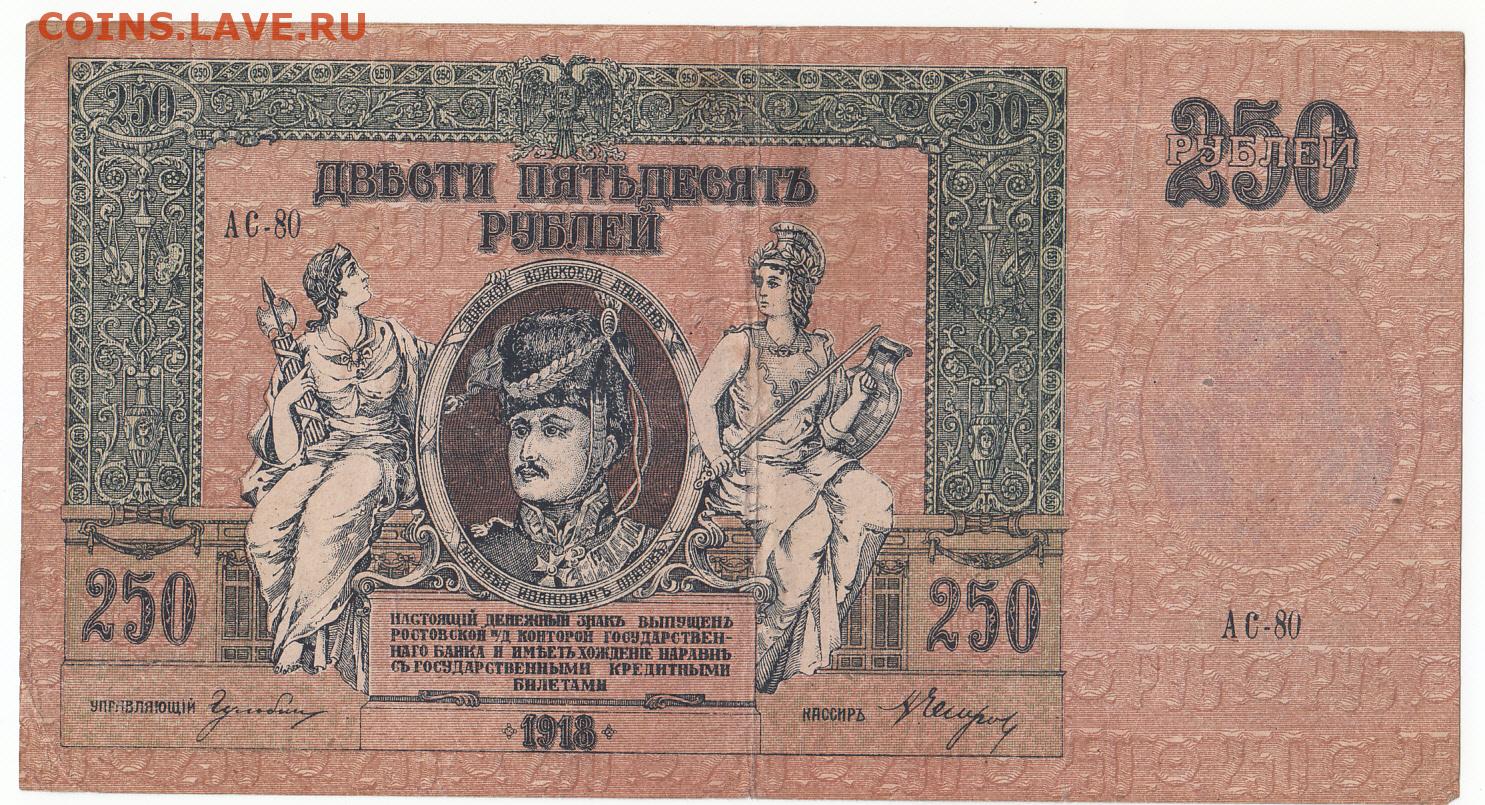 COINS.LAVE.RU
250
250
250
РУБЛЕЙ
ДВѢСТИ ПЯТЬДЕСЯТЪ
РУБЛЕЙ
АС-80
ДОНСКОЙ ВОЙСКОВОЙ АТАМАНЪ
МАТВѢЙ ИВАНОВИЧЪ ПЛАТОВЪ
250
250
НАСТОЯЩІЙ ДЕНЕЖНЫЙ ЗНАКЪ ВЫПУЩЕНЪ
РОСТОВСКОЙ Н/Д КОНТОРОЙ ГОСУДАРСТВЕН-
НАГО БАНКА И ИМѢЕТЪ ХОЖДЕНІЕ НАРАВНѢ
СЪ ГОСУДАРСТВЕННЫМИ КРЕДИТНЫМИ
БИЛЕТАМИ
АС-80
УПРАВЛЯЮЩІЙ
КАССИРЪ
1918